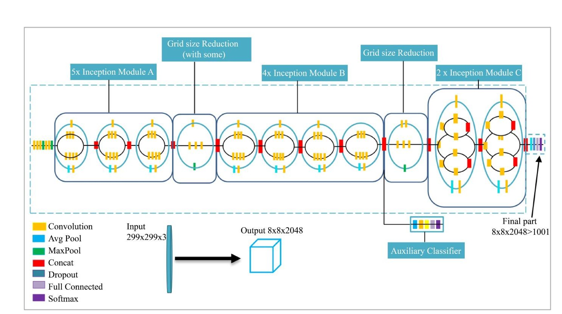 Grid size Reduction
(with some)
Grid size Reduction
5x Inception Module A
4x Inception Module B
2 x Inception Module C
Convolution
Avg Pool
MaxPool
Concat
Dropout
Full Connected
Softmax
Input
299x299x3
Output 8x8x2048
Auxiliary Classifier
Final part
8x8x2048>1001